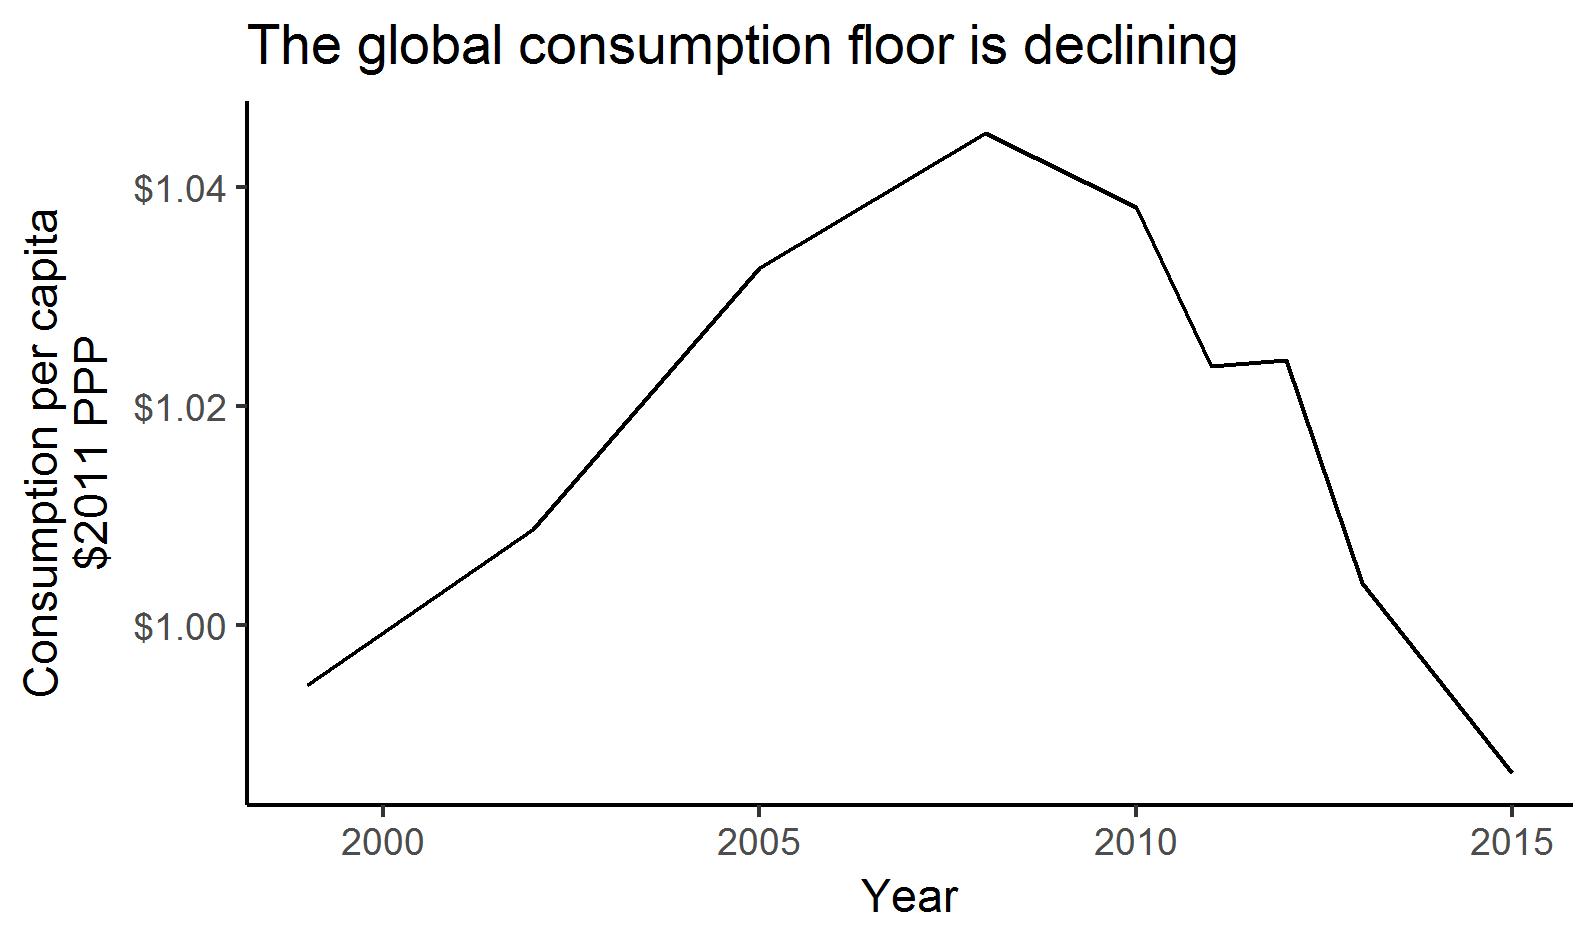 The global consumption floor is declining
Consumption per capita
$2011 PPP
$1.04
$1.02
$1.00
2000
2005
2010
2015
Year